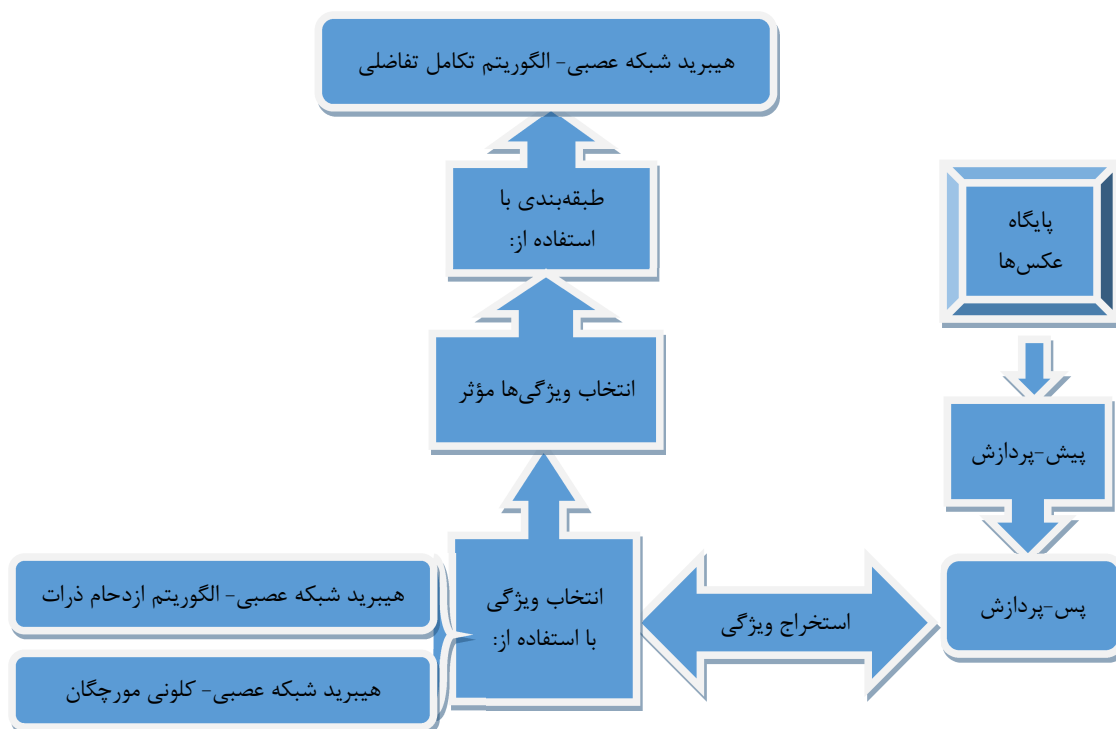 هیبرید شبکه عصبی- الگوریتم تکامل تفاضلی
طبقه‌بندی با
استفاده از:
پایگاه
عکس‌ها
انتخاب ویژگی‌ها مؤثر
پیش-پردازش
هیبرید شبکه عصبی- الگوریتم ازدحام ذرات
انتخاب ویژگی
با استفاده از:
استخراج ویژگی
پس-پردازش
هیبرید شبکه عصبی- کلونی مورچگان